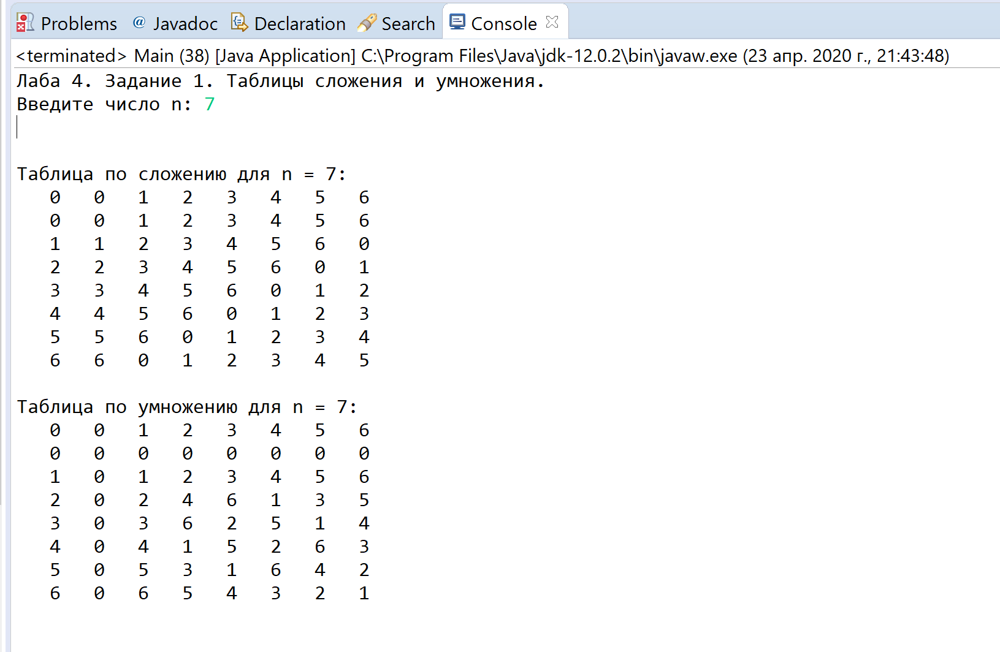 Problems @ Javadoc Declaration Search Console
<terminated> Main (38) [Java Application] C:\Program Files\Java\jdk-12.0.2\bin\javaw.exe (23 апр. 2020 г., 21:43:48)
Лаба 4. Задание 1. Таблицы сложения и умножения.
Введите число n: 7
Таблица по сложению для n = 7:
0 0 1 2 3 4 5 6
0 0 1 2 3 4 5 6
1 1 2 3 4 5 6 0
2 2 3 4 5 6 0 1
3 3 4 5 6 0 1 2
4 4 5 6 0 1 2 3
5 5 6 0 1 2 3 4
6 6 0 1 2 3 4 5
Таблица по умножению для n = 7:
0 0 1 2 3 4 5 6
0 0 0 0 0 0 0 0
1 0 1 2 3 4 5 6
2 0 2 4 6 1 3 5
3 0 3 6 2 5 1 4
4 0 4 1 5 2 6 3
5 0 5 3 1 6 4 2
6 0 6 5 4 3 2 1